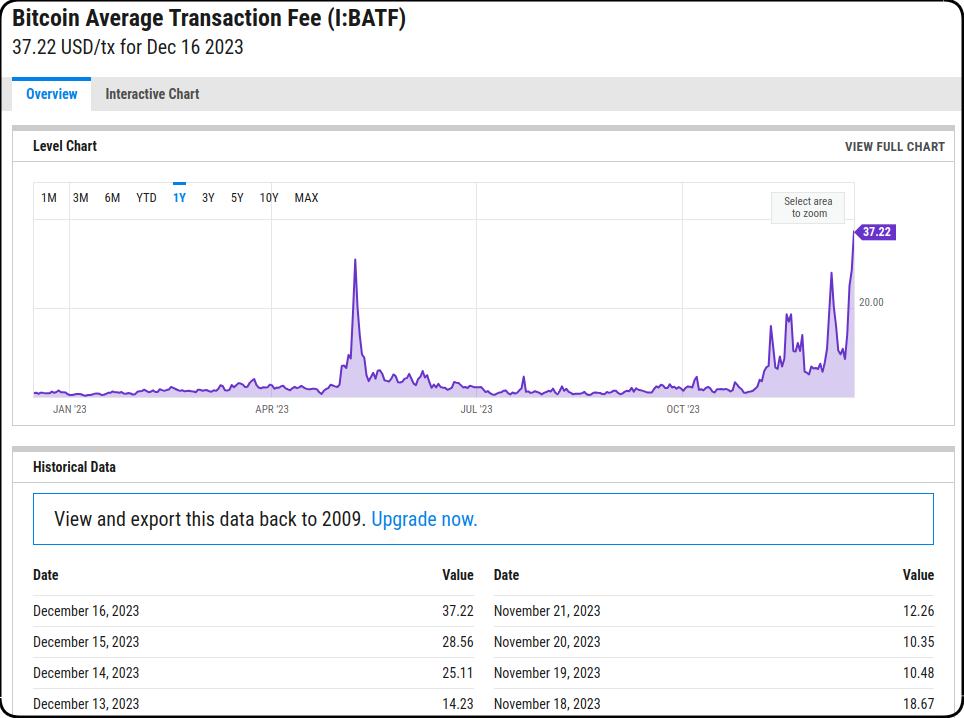 Bitcoin Average Transaction Fee (I:BATF)
37.22 USD/tx for Dec 16 2023
Overview Interactive Chart
Level Chart VIEW FULL CHART
1M 3M 6M YTD 1Y 3Y 5Y 10Y MAX
Select area
to zoom
37.22
20.00
JAN '23 APR '23 JUL '23 OCT '23
Historical Data
View and export this data back to 2009. Upgrade now.
Date Value Date Value
December 16, 2023 37.22 November 21, 2023 12.26
December 15, 2023 28.56 November 20, 2023 10.35
December 14, 2023 25.11 November 19, 2023 10.48
December 13, 2023 14.23 November 18, 2023 18.67